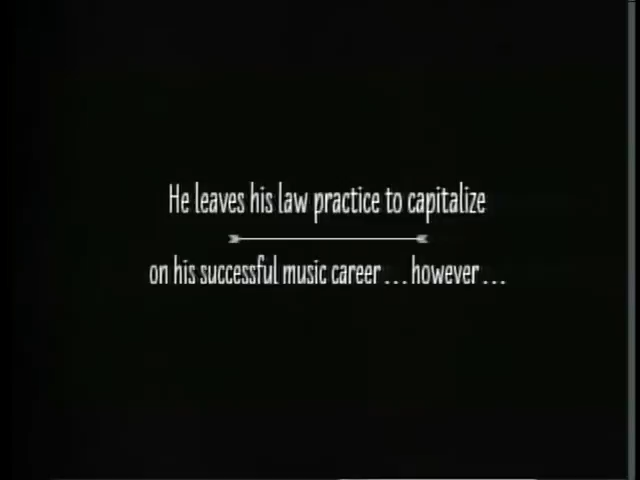 He leaves his law practice to capitalize
on his successful music career ... however ...